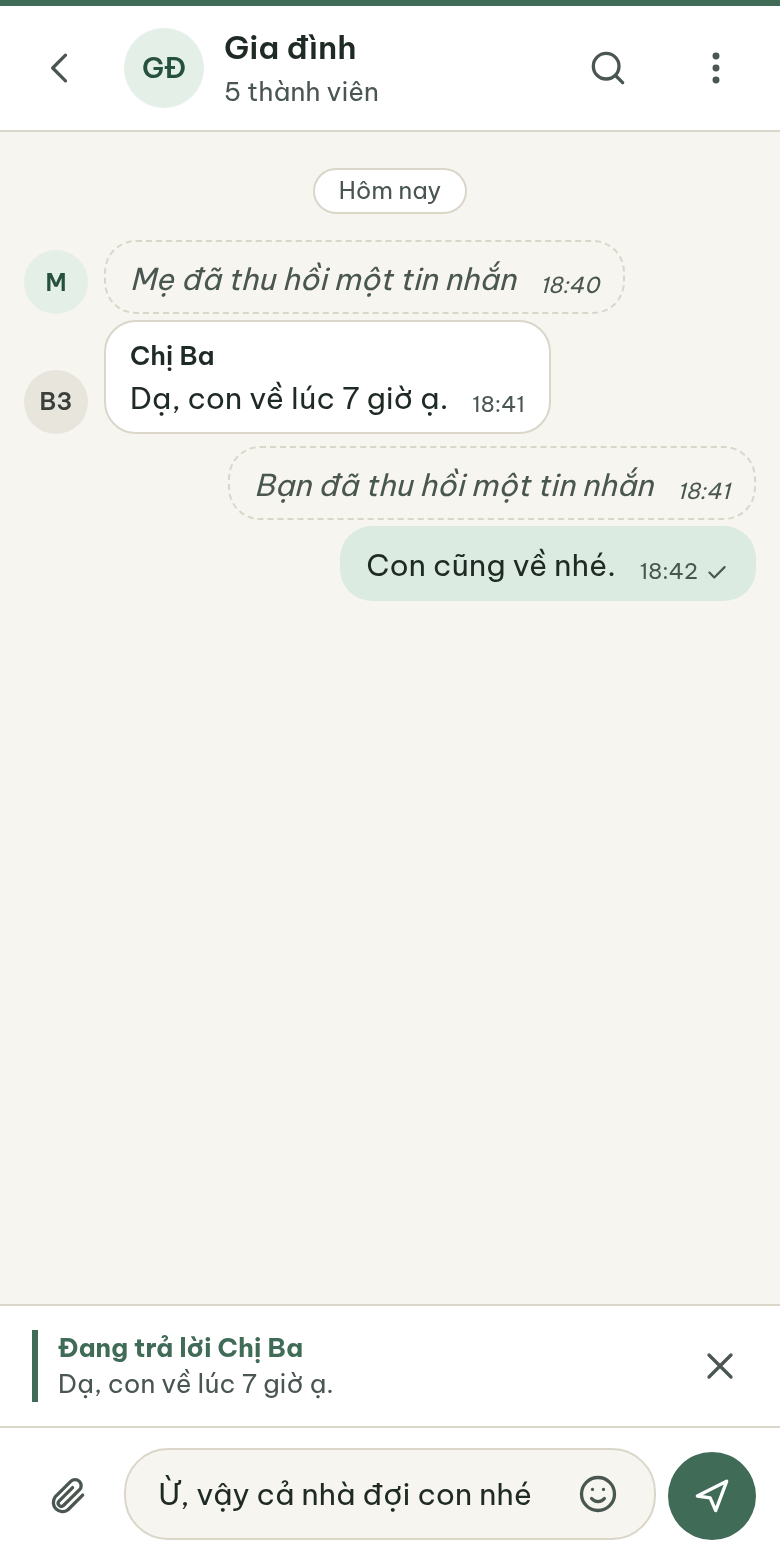 GĐ
Gia đình
5 thành viên
Hôm nay
M
Mẹ đã thu hồi một tin nhắn 18:40
Chị Ba
B3
Dạ, con về lúc 7 giờ ạ. 18:41
Bạn đã thu hồi một tin nhắn 18:41
Con cũng về nhé. 18:42
Đang trả lời Chị Ba
Dạ, con về lúc 7 giờ ạ.
Ừ, vậy cả nhà đợi con nhé